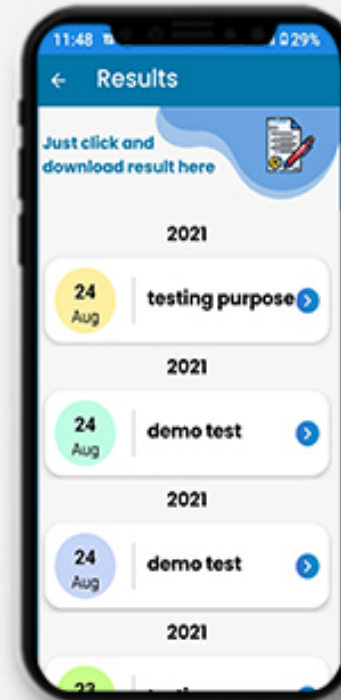 11:48
29%
Results
Just click and
download result here
2021
24
Aug
testing purpose
2021
24
Aug
demo test
2021
24
Aug
demo test
2021
23